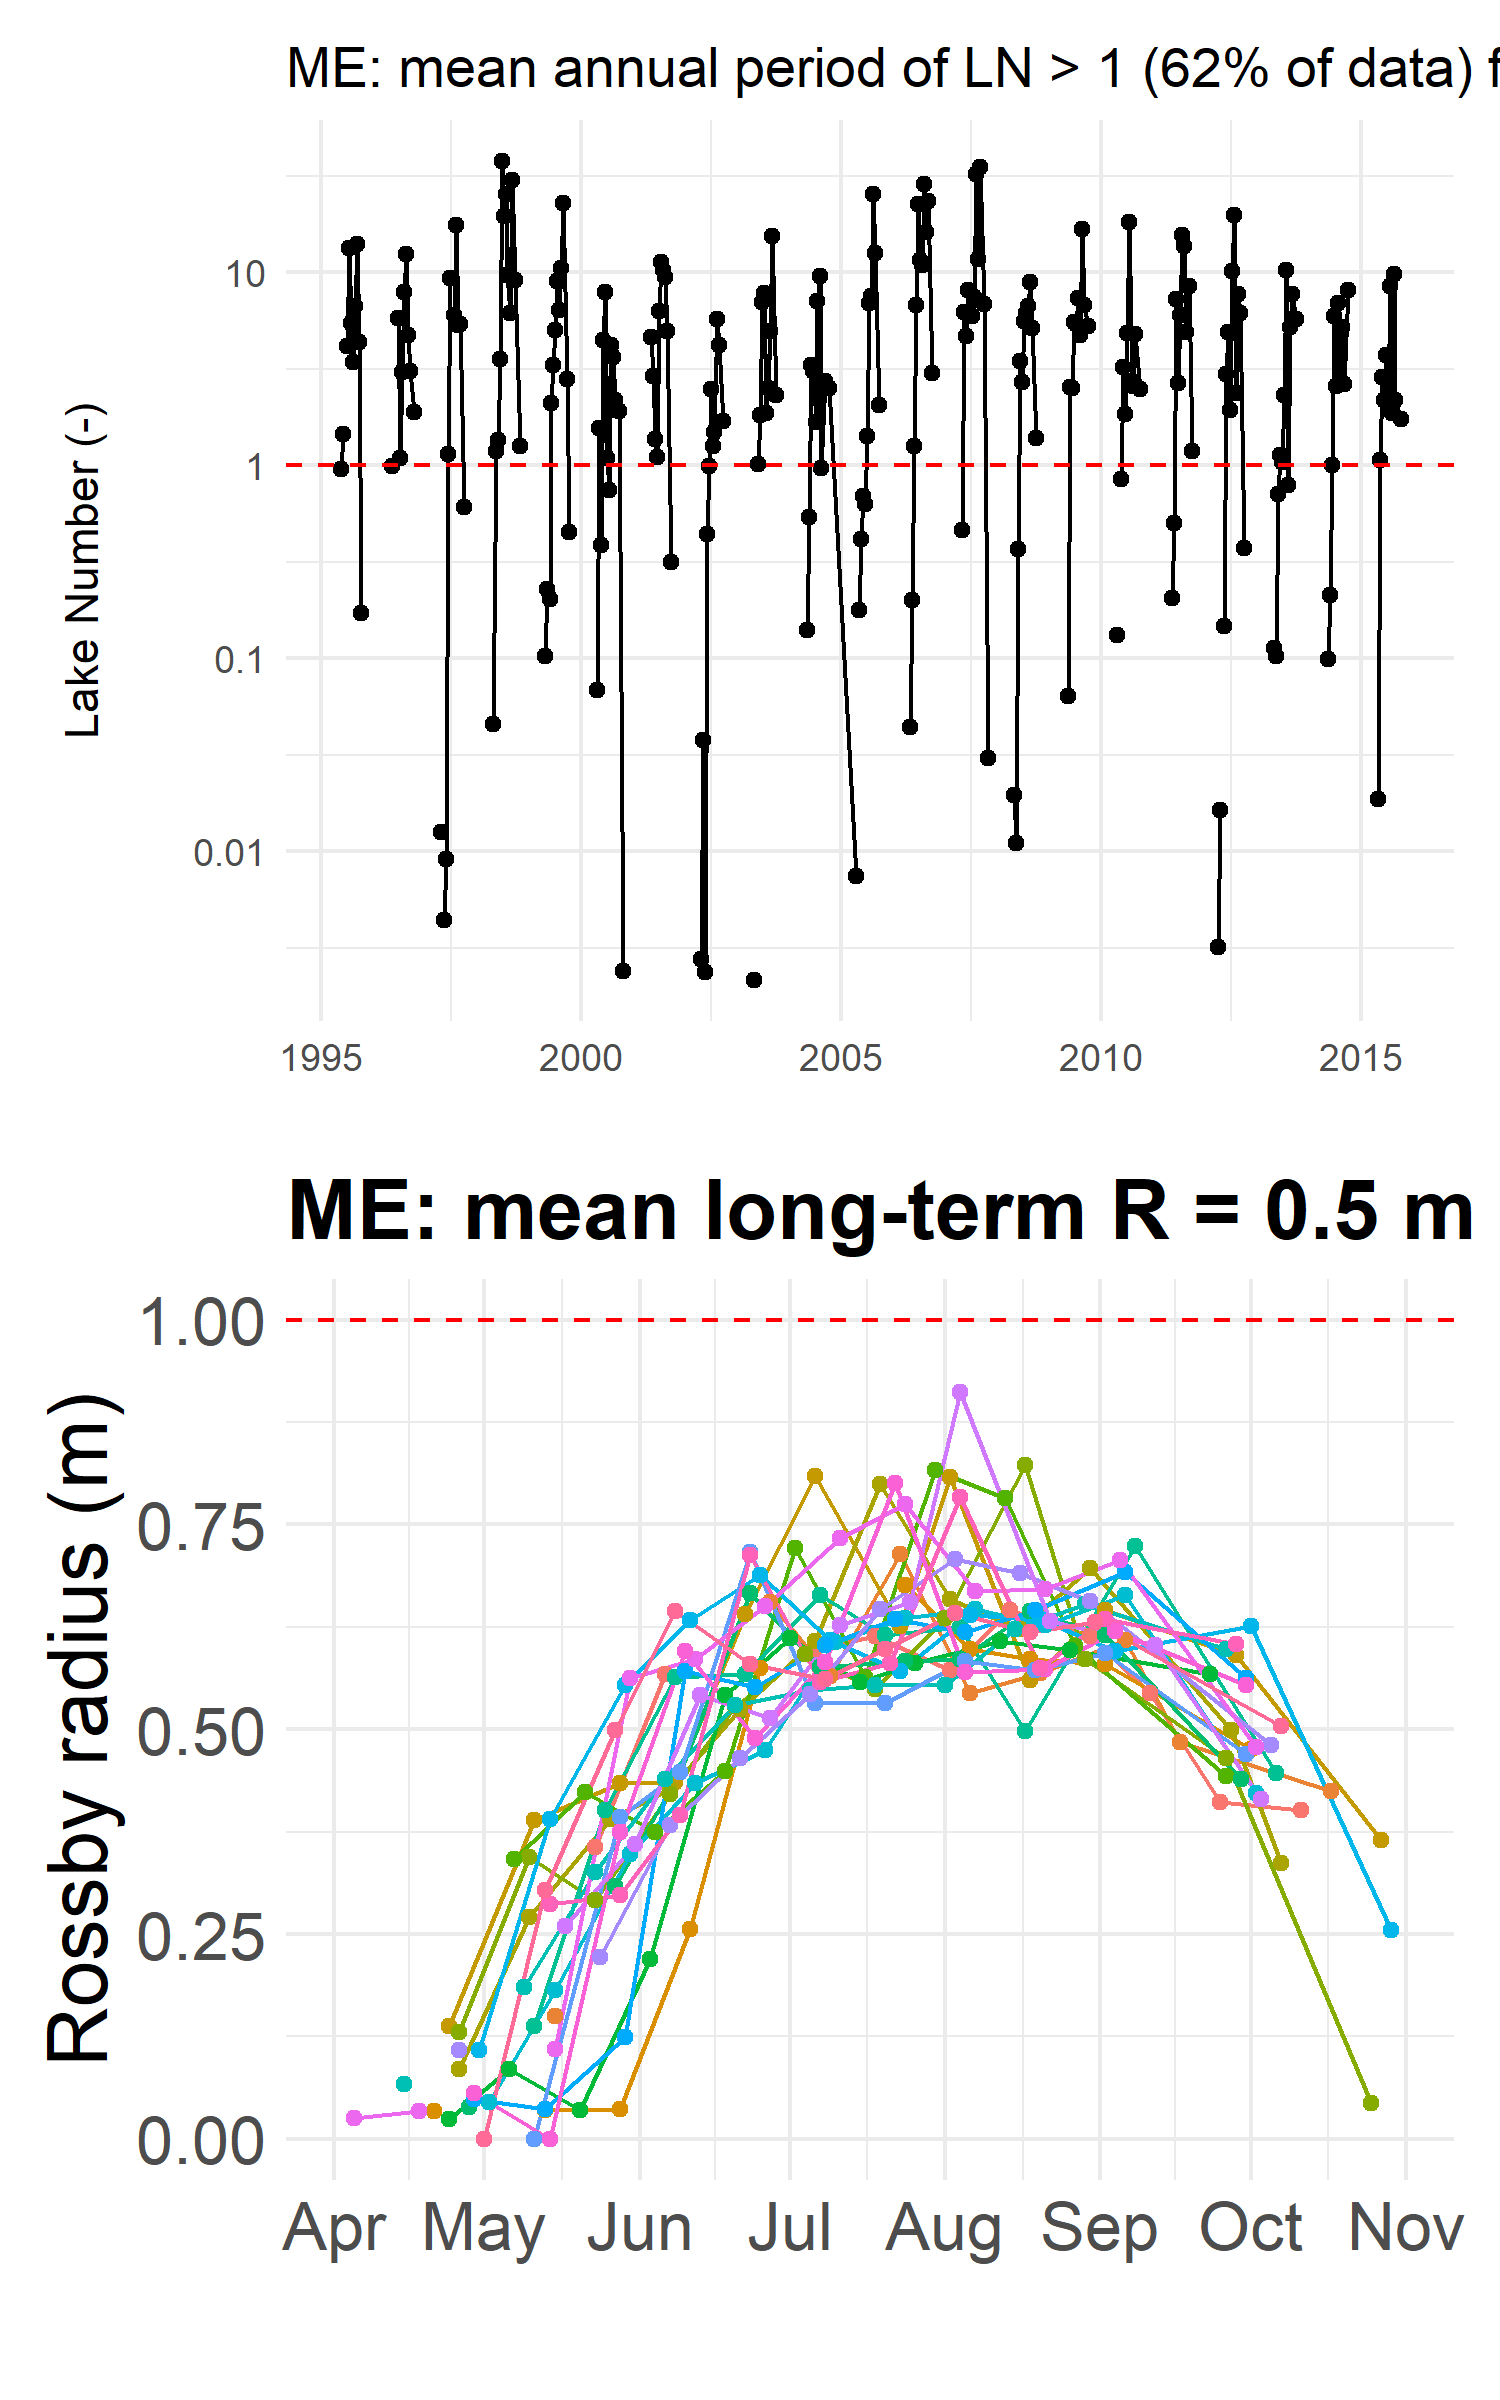 ME: mean annual period of LN > 1 (62% of data) f
Lake Number (-)
10
1
0.1
0.01
1995 2000 2005 2010 2015
ME: mean long-term R = 0.5 m
Rossby radius (m)
1.00
0.75
0.50
0.25
0.00
Apr May Jun Jul Aug Sep Oct Nov